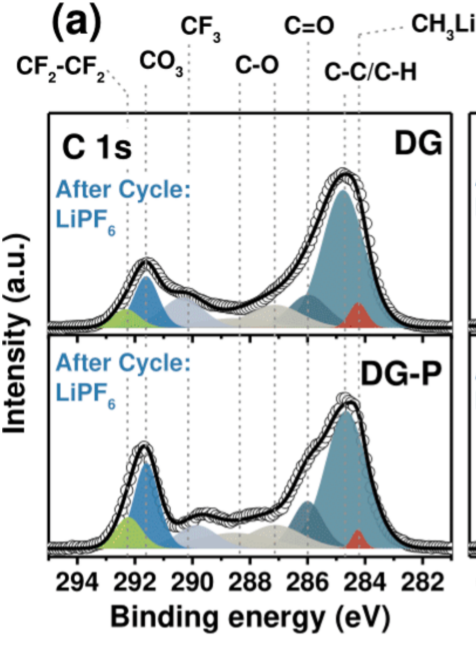 (a)
CF₃
C=O
CH₃Li
CF₂-CF₂
CO₃
C-O
C-C/C-H
C 1s
DG
After Cycle:
LiPF₆
After Cycle:
DG-P
LiPF₆
Intensity (a.u.)
294 292 290 288 286 284 282
Binding energy (eV)